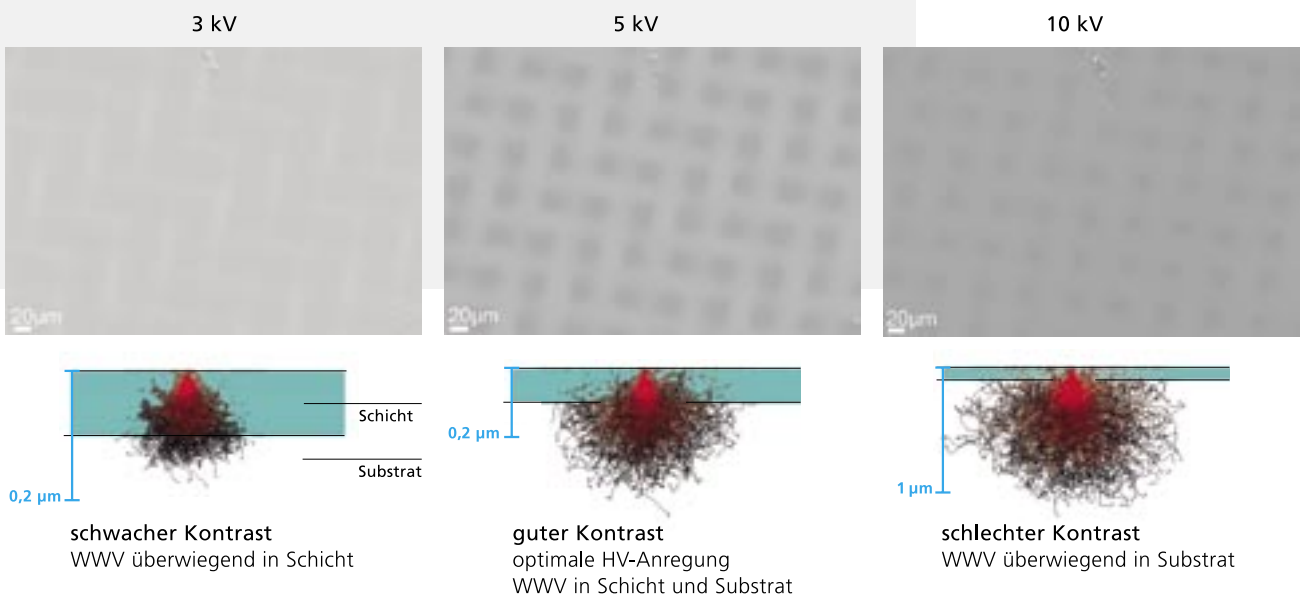 3 kV
5 kV
10 kV
20µm
20µm
20µm
Schicht
Substrat
0,2 µm
0,2 µm
1 µm
schwacher Kontrast
WWV überwiegend in Schicht
guter Kontrast
optimale HV-Anregung
WWV in Schicht und Substrat
schlechter Kontrast
WWV überwiegend in Substrat